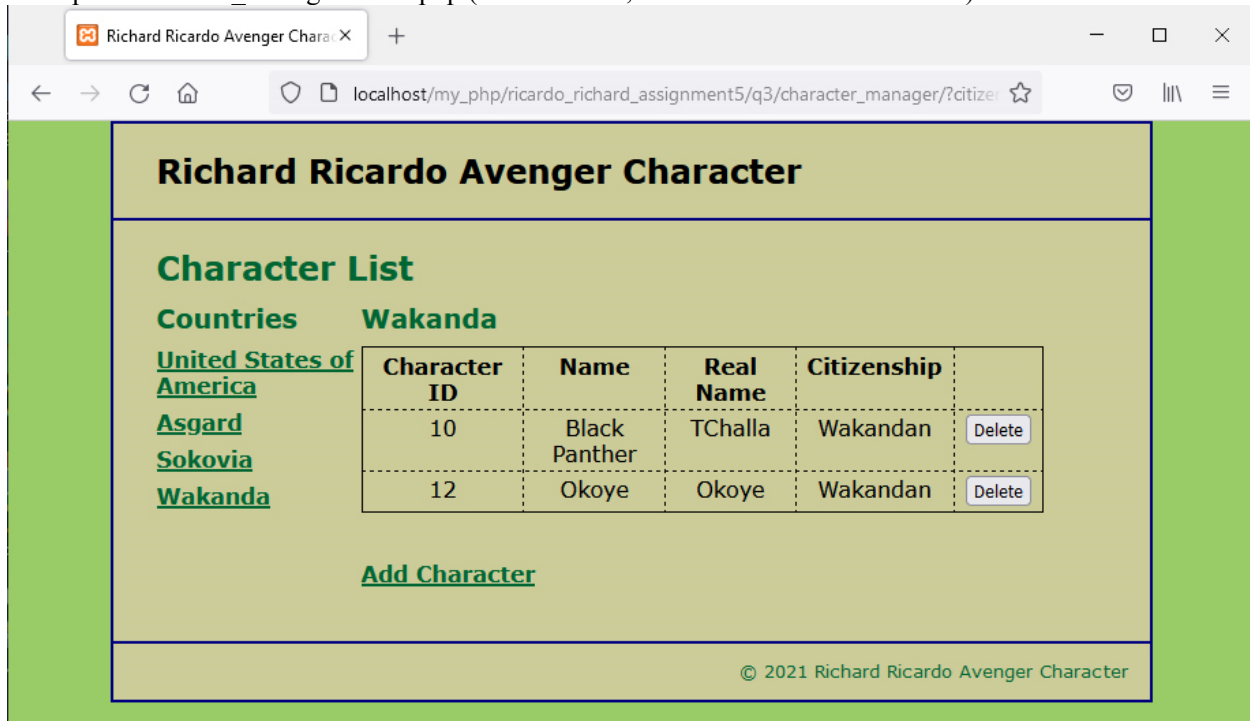 Richard Ricardo Avenger Charac
localhost/my_php/ricardo_richard_assignment5/q3/character_manager/?citizen
Richard Ricardo Avenger Character
Character List
Countries
United States of
America
Asgard
Sokovia
Wakanda
Wakanda
Character ID Name Real Name Citizenship
10 Black Panther TChalla Wakandan Delete
12 Okoye Okoye Wakandan Delete
Add Character
© 2021 Richard Ricardo Avenger Character